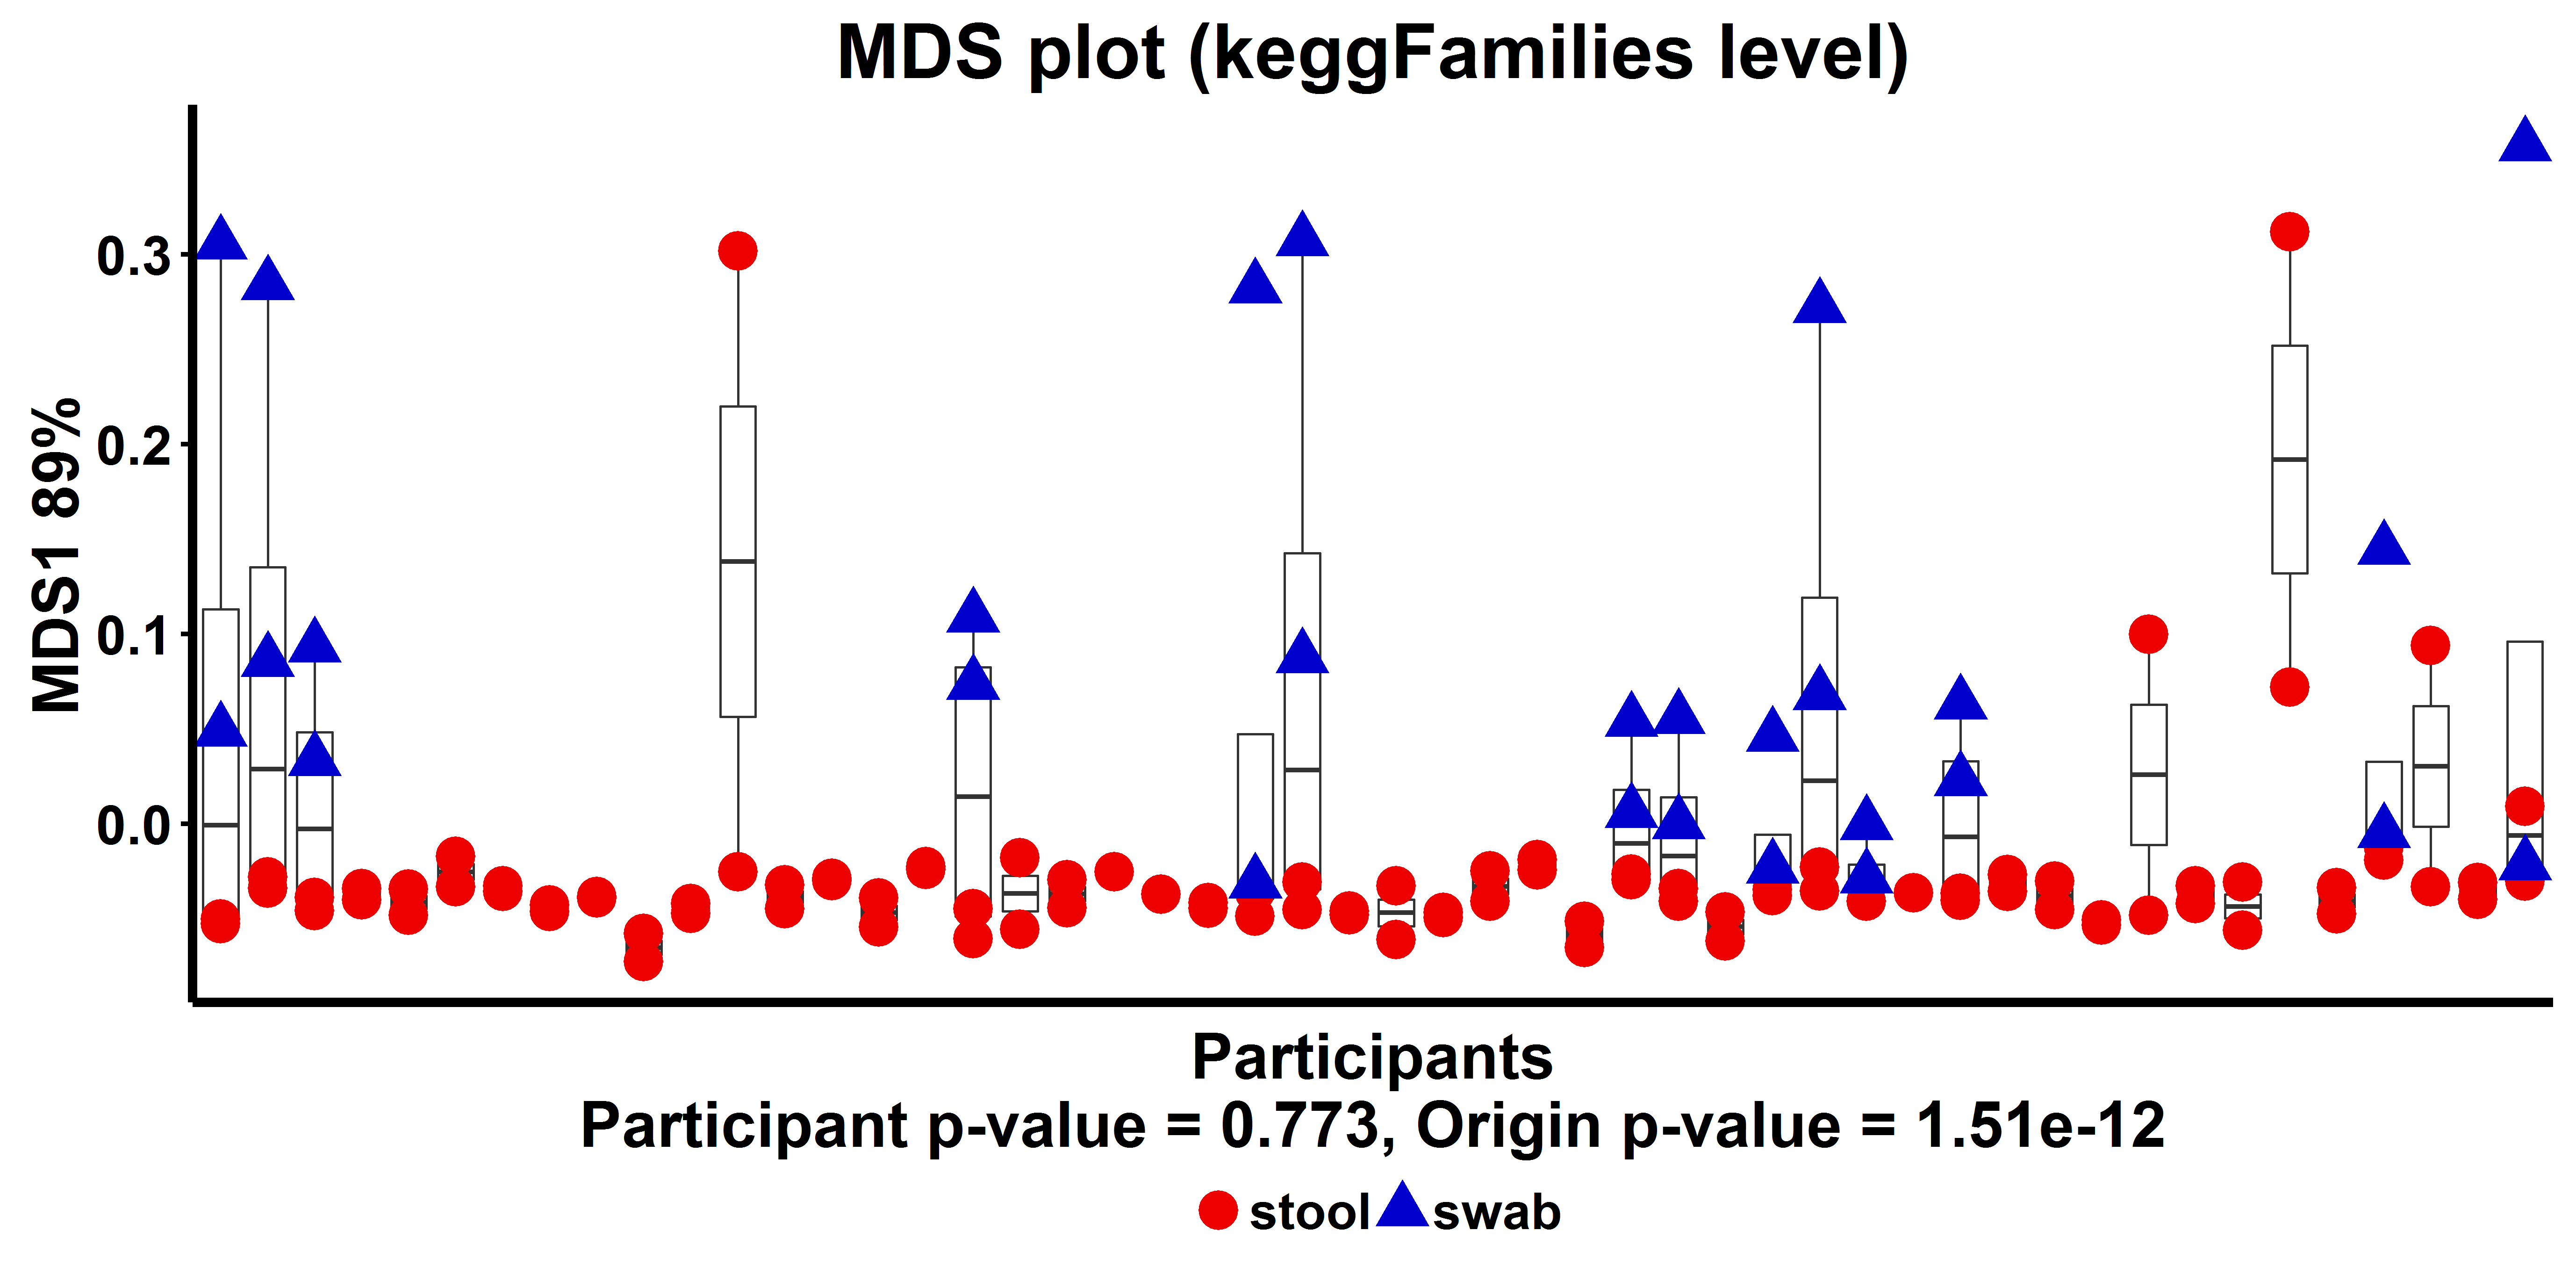 MDS plot (keggFamilies level)
MDS1 89%
0.3
0.2
0.1
0.0
Participants
Participant p-value = 0.773, Origin p-value = 1.51e-12
stool swab